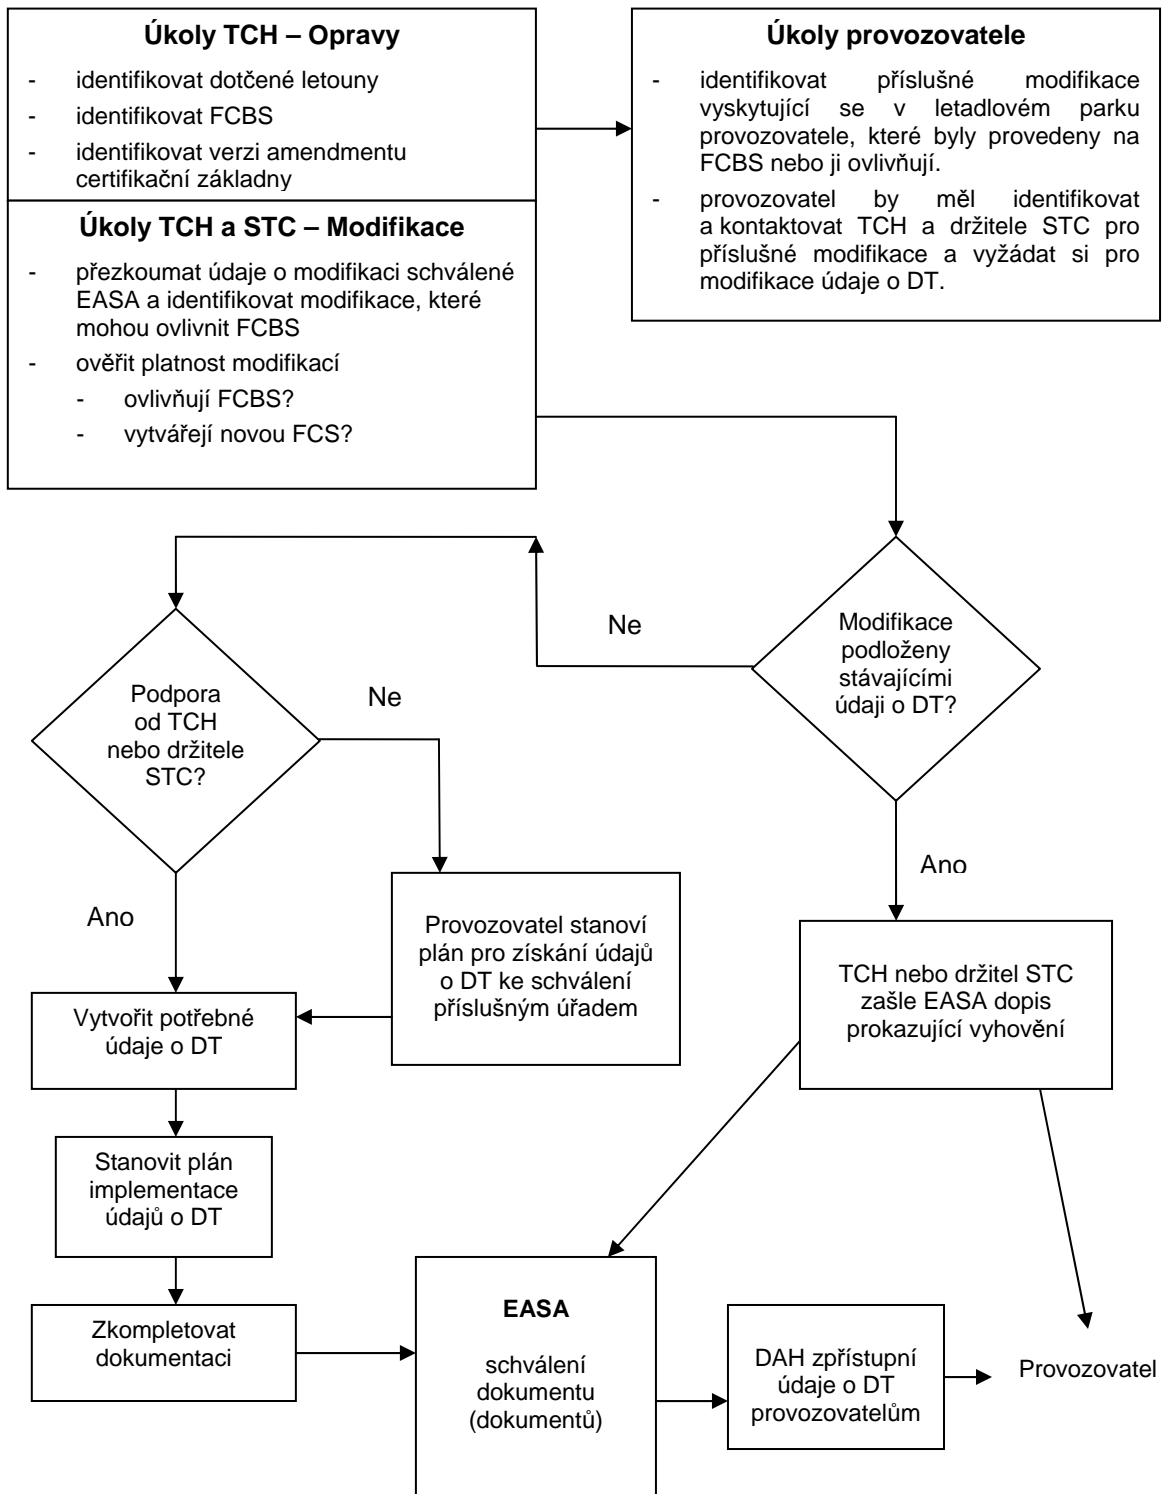 Úkoly TCH – Opravy
- identifikovat dotčené letouny
- identifikovat FCBS
- identifikovat verzi amendmentu
certifikační základny
Úkoly TCH a STC – Modifikace
- přezkoumat údaje o modifikaci schválené
EASA a identifikovat modifikace, které
mohou ovlivnit FCBS
- ověřit platnost modifikací
- ovlivňují FCBS?
- vytvářejí novou FCS?
Úkoly provozovatele
- identifikovat příslušné modifikace
vyskytující se v letadlovém parku
provozovatele, které byly provedeny na
FCBS nebo ji ovlivňují.
- provozovatel by měl identifikovat
a kontaktovat TCH a držitele STC pro
příslušné modifikace a vyžádat si pro
modifikace údaje o DT.
Modifikace
podloženy
stávajícími
údaji o DT?
Ne
Podpora
od TCH
nebo držitele
STC?
Ne
Ano
Ano
Provozovatel stanoví
plán pro získání údajů
o DT ke schválení
příslušným úřadem
TCH nebo držitel STC
zašle EASA dopis
prokazující vyhovění
Vytvořit potřebné
údaje o DT
Stanovit plán
implementace
údajů o DT
Zkompletovat
dokumentaci
EASA
schválení
dokumentu
(dokumentů)
DAH zpřístupní
údaje o DT
provozovatelům
Provozovatel